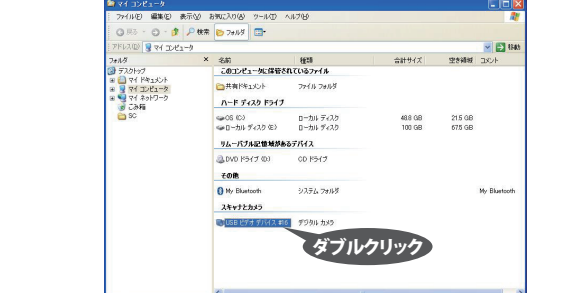 マイ コンピュータ
ファイル(F) 編集(E) 表示(V) お気に入り(A) ツール(T) ヘルプ(H)
戻る 検索 フォルダ
アドレス(D) マイ コンピュータ 移動
フォルダ × 名前 種類 合計サイズ 空き領域 コメント
デスクトップ
マイ ドキュメント
マイ コンピュータ
マイ ネットワーク
ごみ箱
SC
このコンピュータに保管されているファイル
共有ドキュメント ファイル フォルダ
ハード ディスク ドライブ
OS (C:) ローカル ディスク 48.8 GB 21.5 GB
ローカル ディスク (E:) ローカル ディスク 100 GB 67.5 GB
リムーバブル記憶域があるデバイス
DVD ドライブ (D:) CD ドライブ
その他
My Bluetooth システム フォルダ My Bluetooth
スキャナとカメラ
USB ビデオ デバイス #6 デジタル カメラ
ダブルクリック